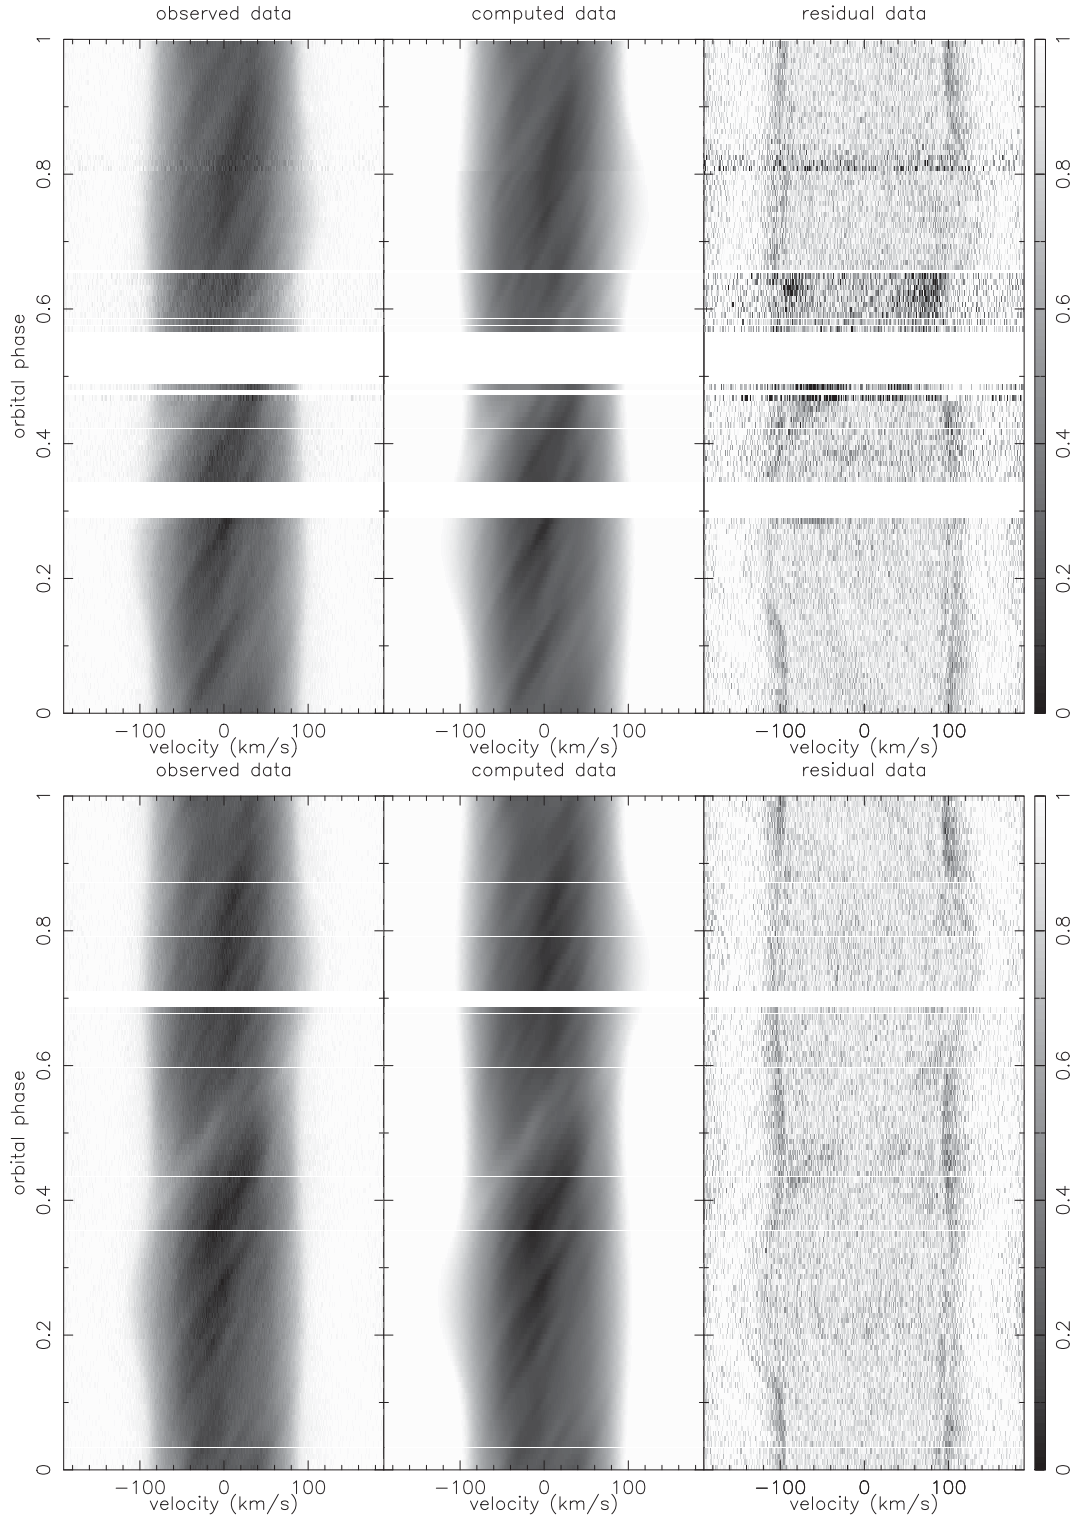 observed data computed data residual data
1 1
0.8 0.8
0.6 0.6
orbital phase
0.4 0.4
0.2 0.2
0 0
−100 0 100 −100 0 100 −100 0 100
velocity (km/s) velocity (km/s) velocity (km/s)
observed data computed data residual data
1 1
0.8 0.8
0.6 0.6
orbital phase
0.4 0.4
0.2 0.2
0 0
−100 0 100 −100 0 100 −100 0 100
velocity (km/s) velocity (km/s) velocity (km/s)